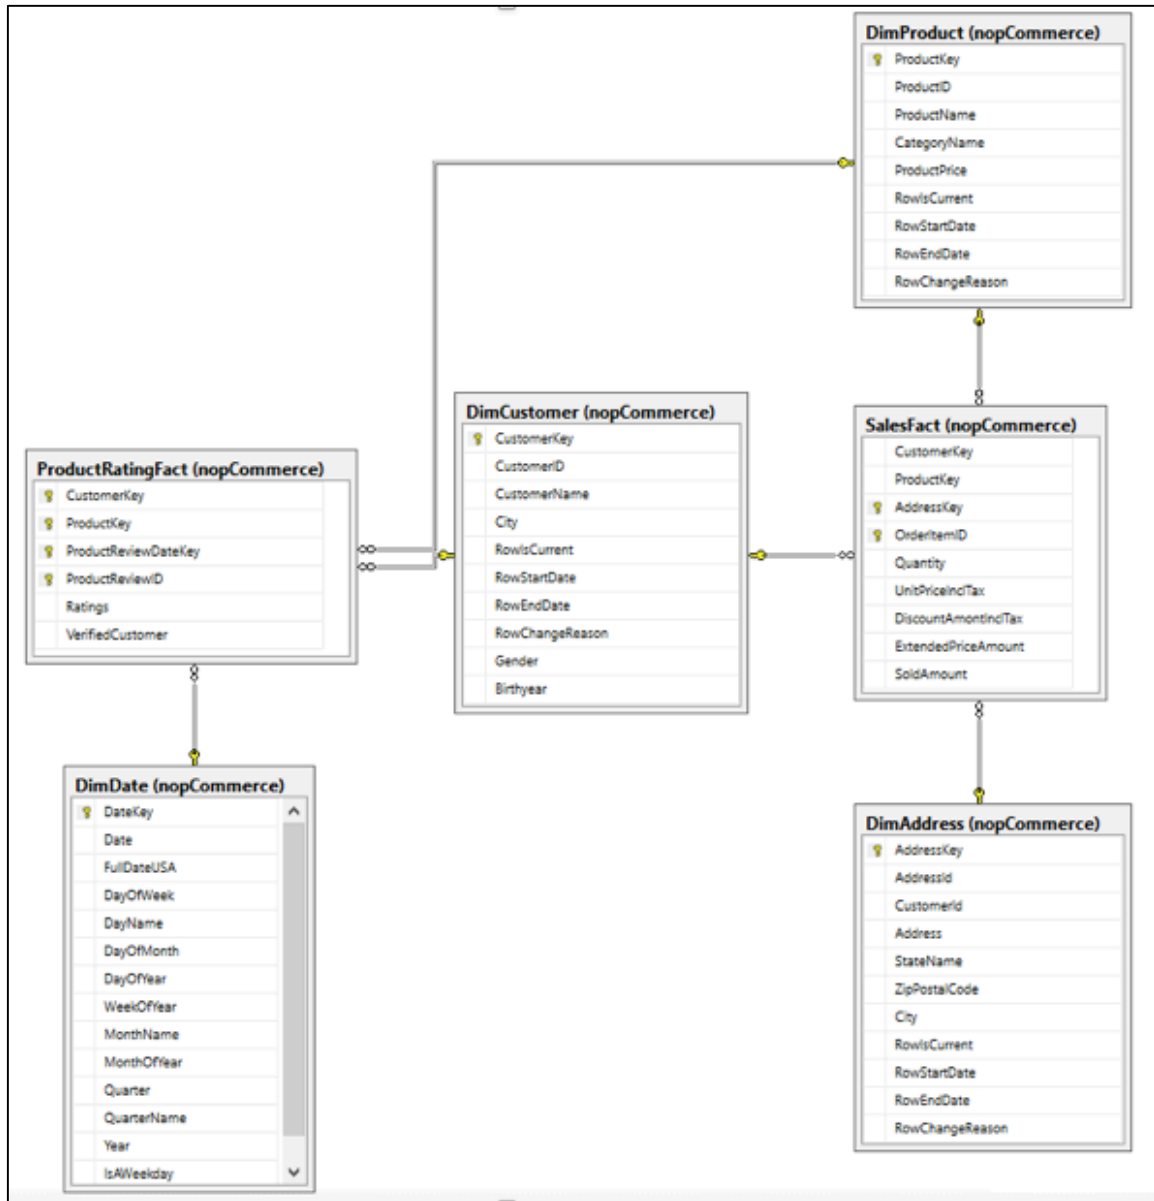 DimProduct (nopCommerce)
ProductKey
ProductID
ProductName
CategoryName
ProductPrice
RowIsCurrent
RowStartDate
RowEndDate
RowChangeReason
DimCustomer (nopCommerce)
CustomerKey
CustomerID
CustomerName
City
RowIsCurrent
RowStartDate
RowEndDate
RowChangeReason
Gender
Birthyear
SalesFact (nopCommerce)
CustomerKey
ProductKey
AddressKey
OrderItemID
Quantity
UnitPriceInclTax
DiscountAmontInclTax
ExtendedPriceAmount
SoldAmount
ProductRatingFact (nopCommerce)
CustomerKey
ProductKey
ProductReviewDateKey
ProductReviewID
Ratings
VerifiedCustomer
DimDate (nopCommerce)
DateKey
Date
FullDateUSA
DayOfWeek
DayName
DayOfMonth
DayOfYear
WeekOfYear
MonthName
MonthOfYear
Quarter
QuarterName
Year
IsAWeekday
DimAddress (nopCommerce)
AddressKey
AddressId
CustomerId
Address
StateName
ZipPostalCode
City
RowIsCurrent
RowStartDate
RowEndDate
RowChangeReason